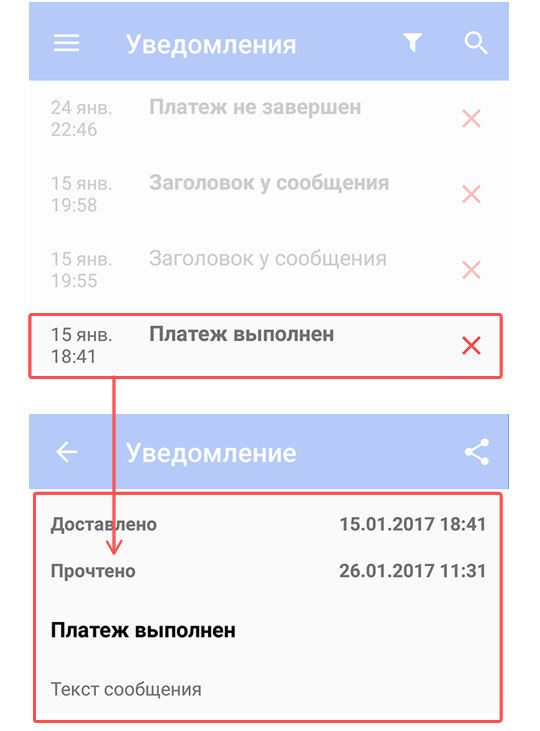 Уведомления
24 янв. Платеж не завершен
22:46
15 янв. Заголовок у сообщения
19:58
15 янв. Заголовок у сообщения
19:55
15 янв. Платеж выполнен
18:41
Уведомление
Доставлено 15.01.2017 18:41
Прочтено 26.01.2017 11:31
Платеж выполнен
Текст сообщения